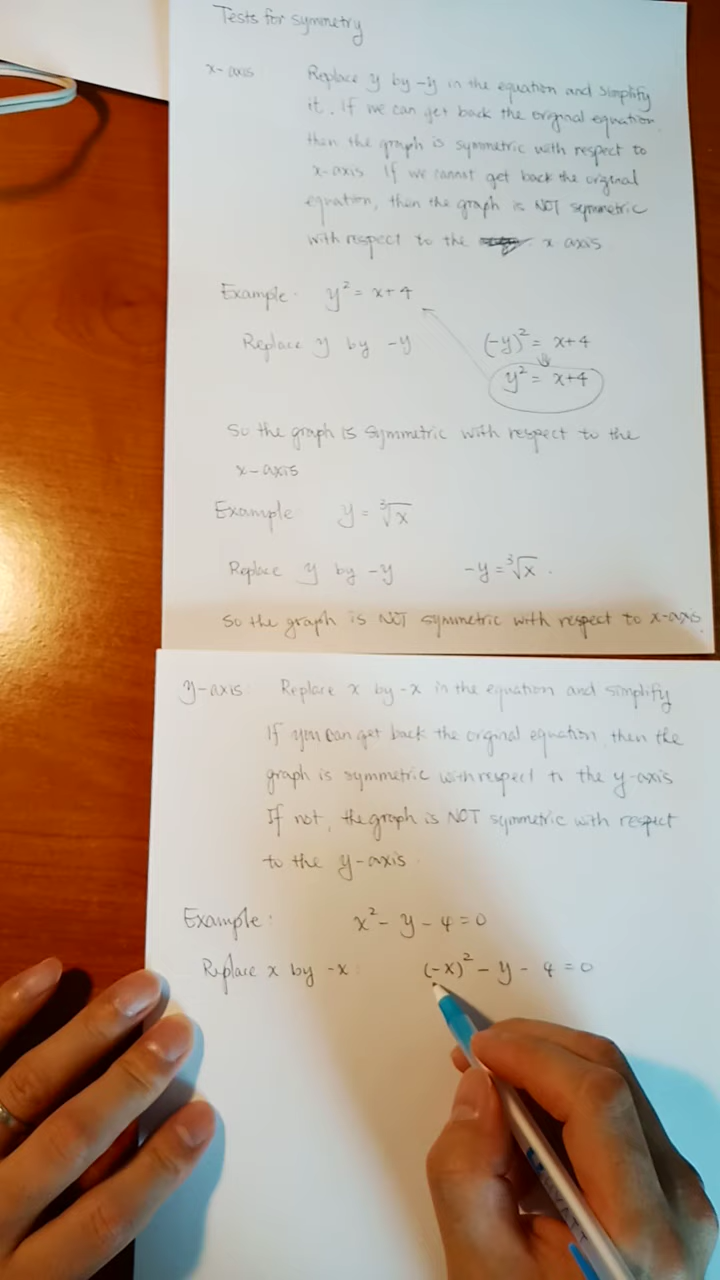 Tests for symmetry
x-axis Replace y by -y in the equation and simplify
it. If we can get back the original equation.
then the graph is symmetric with respect to
x-axis If we cannot get back the original
equation, then the graph is NOT symmetric
with respect to the x axis
Example: y² = x+4
Replace y by -y (-y)² = x+4
y² = x+4
So the graph is symmetric with respect to the
x-axis
Example y = ∛x
Replace y by -y -y = ∛x.
So the graph is NOT symmetric with respect to x-axis.
y-axis: Replace x by -x in the equation and simplify
If you can get back the orginal equation, then the
graph is symmetric with respect to the y-axis
If not, the graph is NOT symmetric with respect
to the y-axis.
Example: x² - y - 4 = 0
Replace x by -x: (-x)² - y - 4 = 0